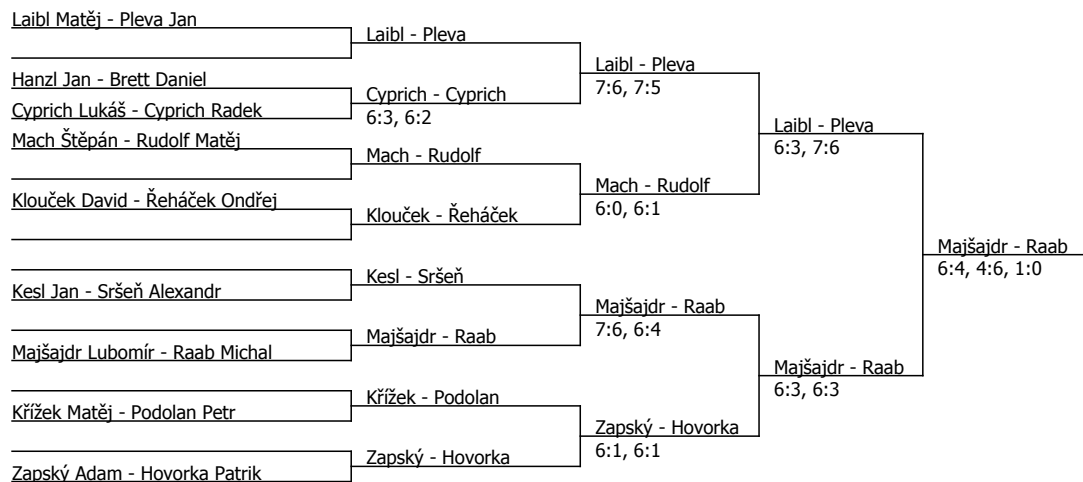 Laibl Matěj - Pleva Jan
Hanzl Jan - Brett Daniel
Cyprich Lukáš - Cyprich Radek
Mach Štěpán - Rudolf Matěj
Klouček David - Řeháček Ondřej
Kesl Jan - Sršeň Alexandr
Majšajdr Lubomír - Raab Michal
Křížek Matěj - Podolan Petr
Zapský Adam - Hovorka Patrik
Laibl - Pleva
Cyprich - Cyprich
6:3, 6:2
Mach - Rudolf
Klouček - Řeháček
Kesl - Sršeň
Majšajdr - Raab
Křížek - Podolan
Zapský - Hovorka
Laibl - Pleva
7:6, 7:5
Mach - Rudolf
6:0, 6:1
Majšajdr - Raab
7:6, 6:4
Zapský - Hovorka
6:1, 6:1
Laibl - Pleva
6:3, 7:6
Majšajdr - Raab
6:3, 6:3
Majšajdr - Raab
6:4, 4:6, 1:0